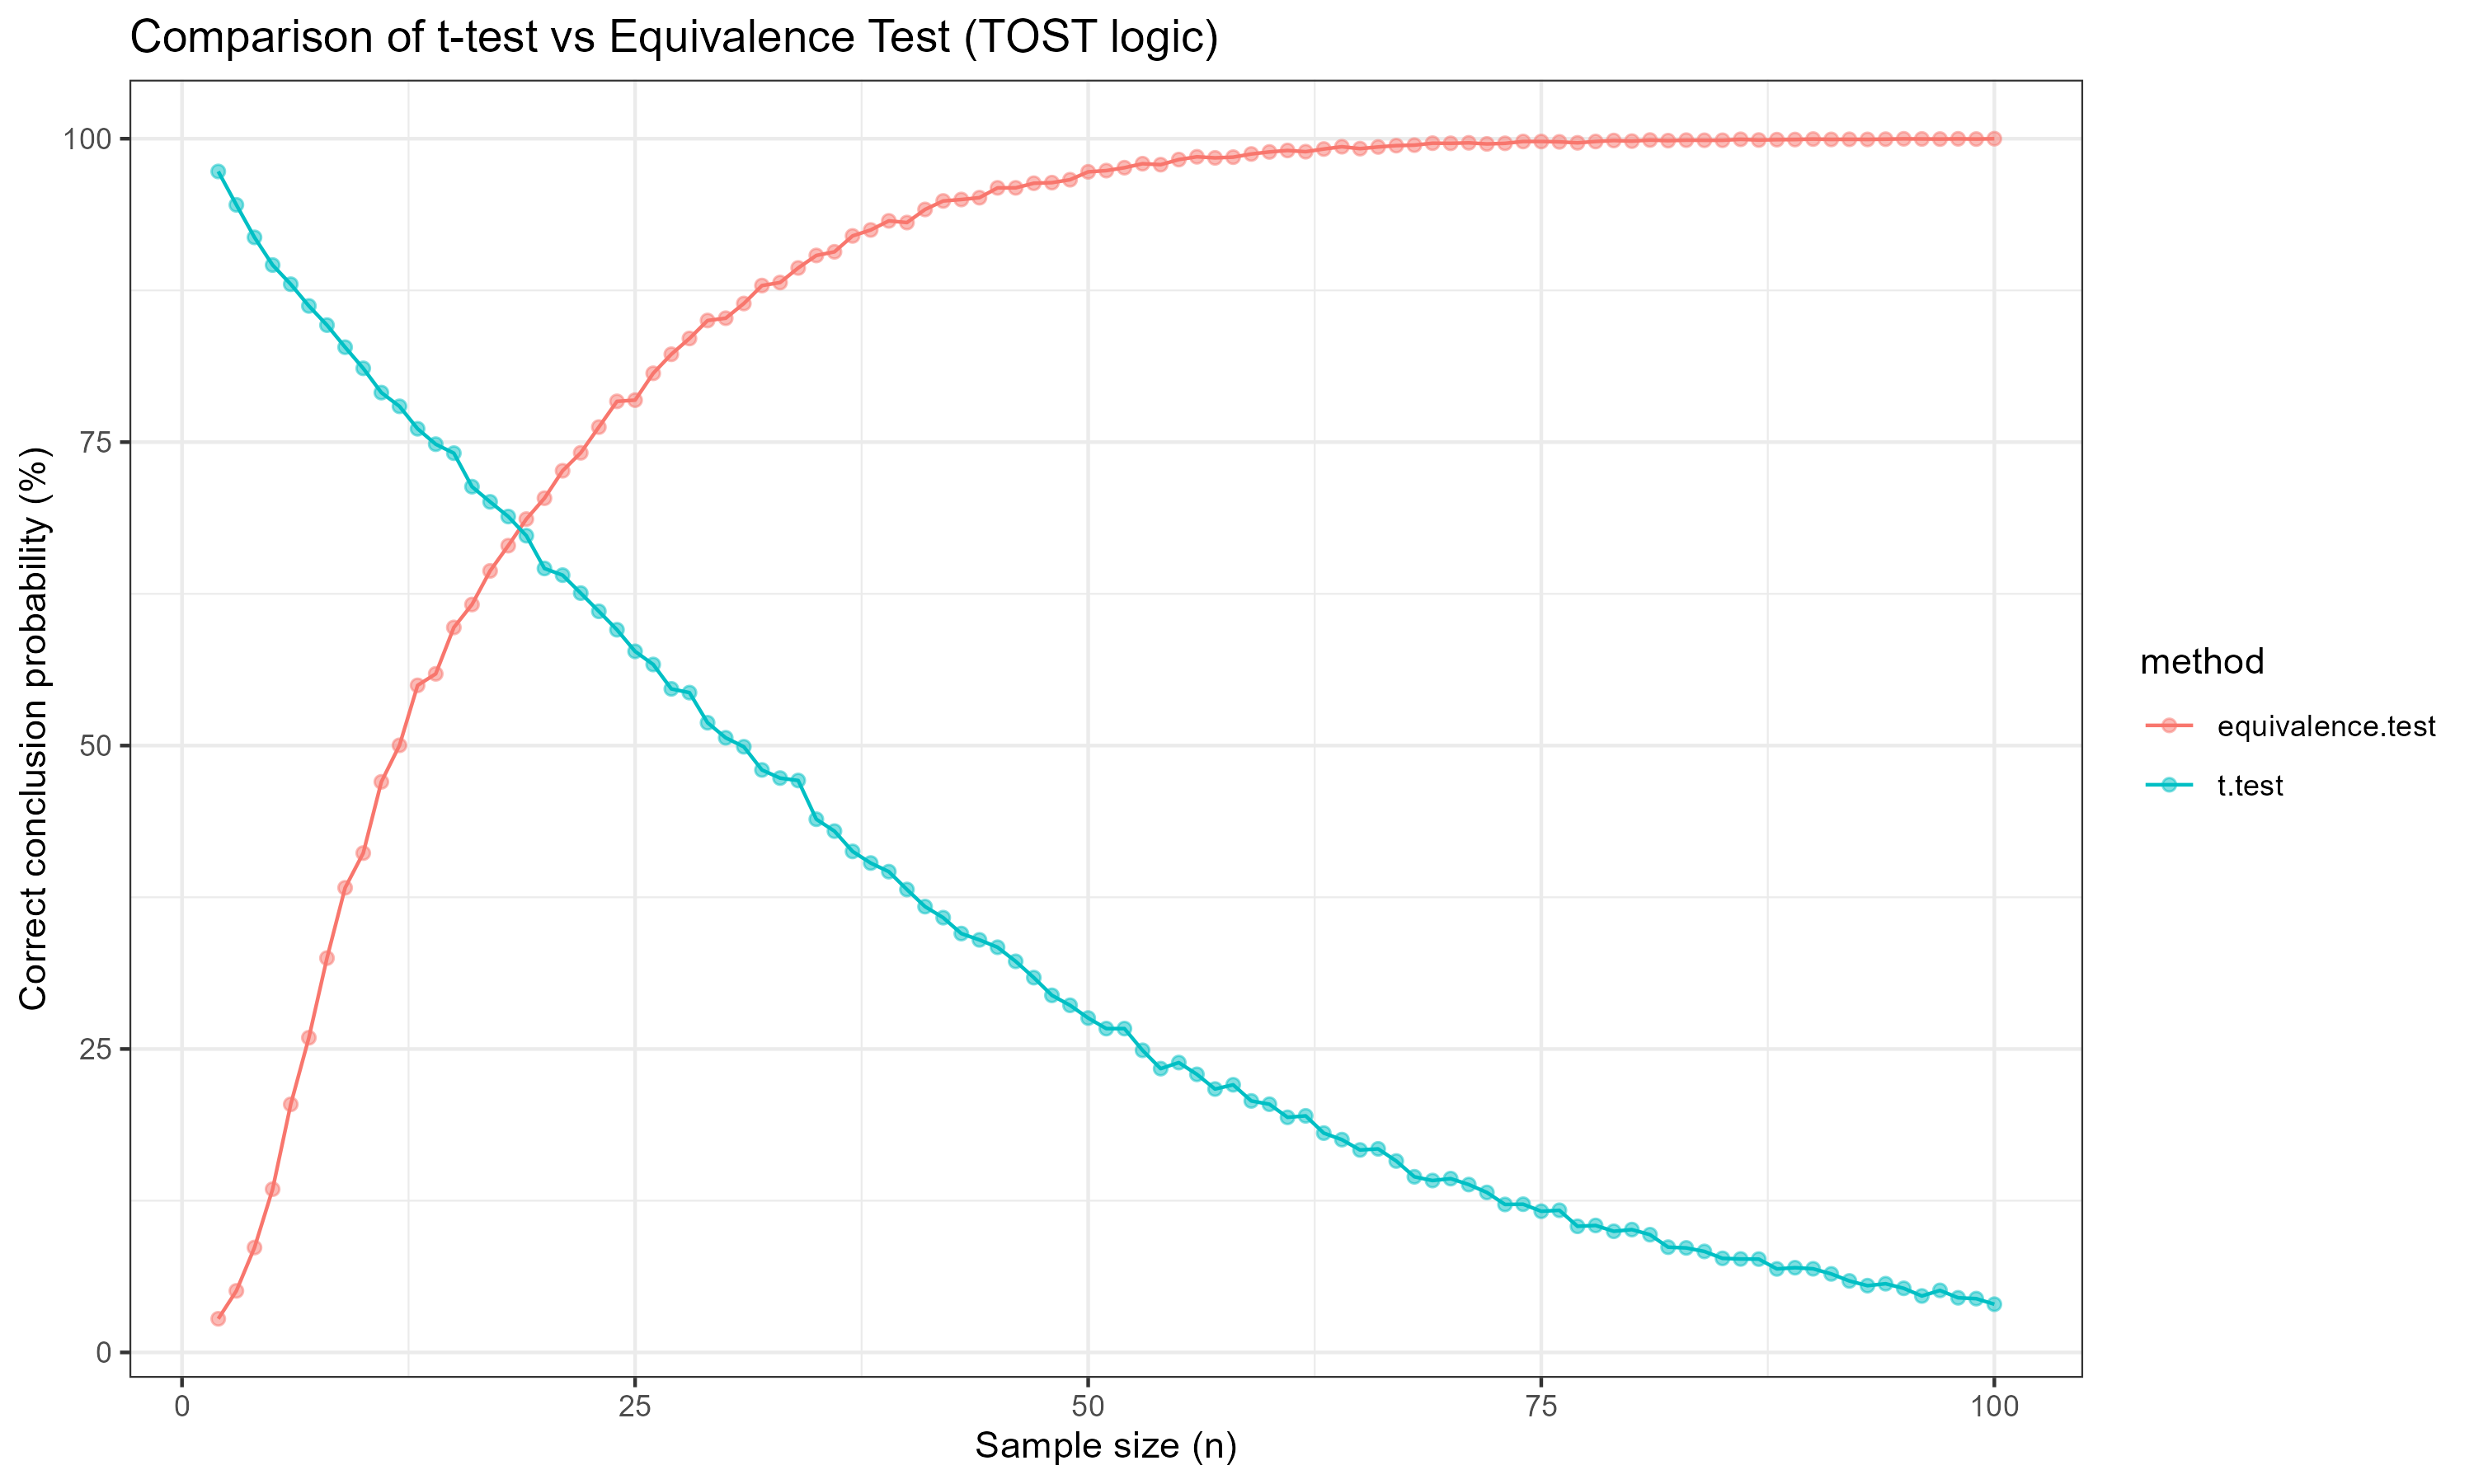 Comparison of t-test vs Equivalence Test (TOST logic)
Correct conclusion probability (%)
100
75
50
25
0
0
25
50
75
100
Sample size (n)
method
equivalence.test
t.test